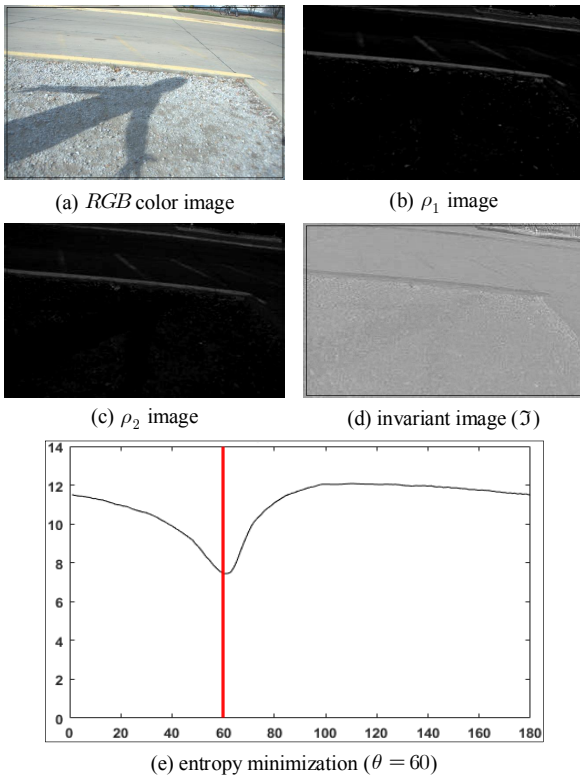 (a) RGB color image
(b) ρ₁ image
(c) ρ₂ image
(d) invariant image (ℑ)
14
12
10
8
6
4
2
0
0 20 40 60 80 100 120 140 160 180
(e) entropy minimization (θ = 60)